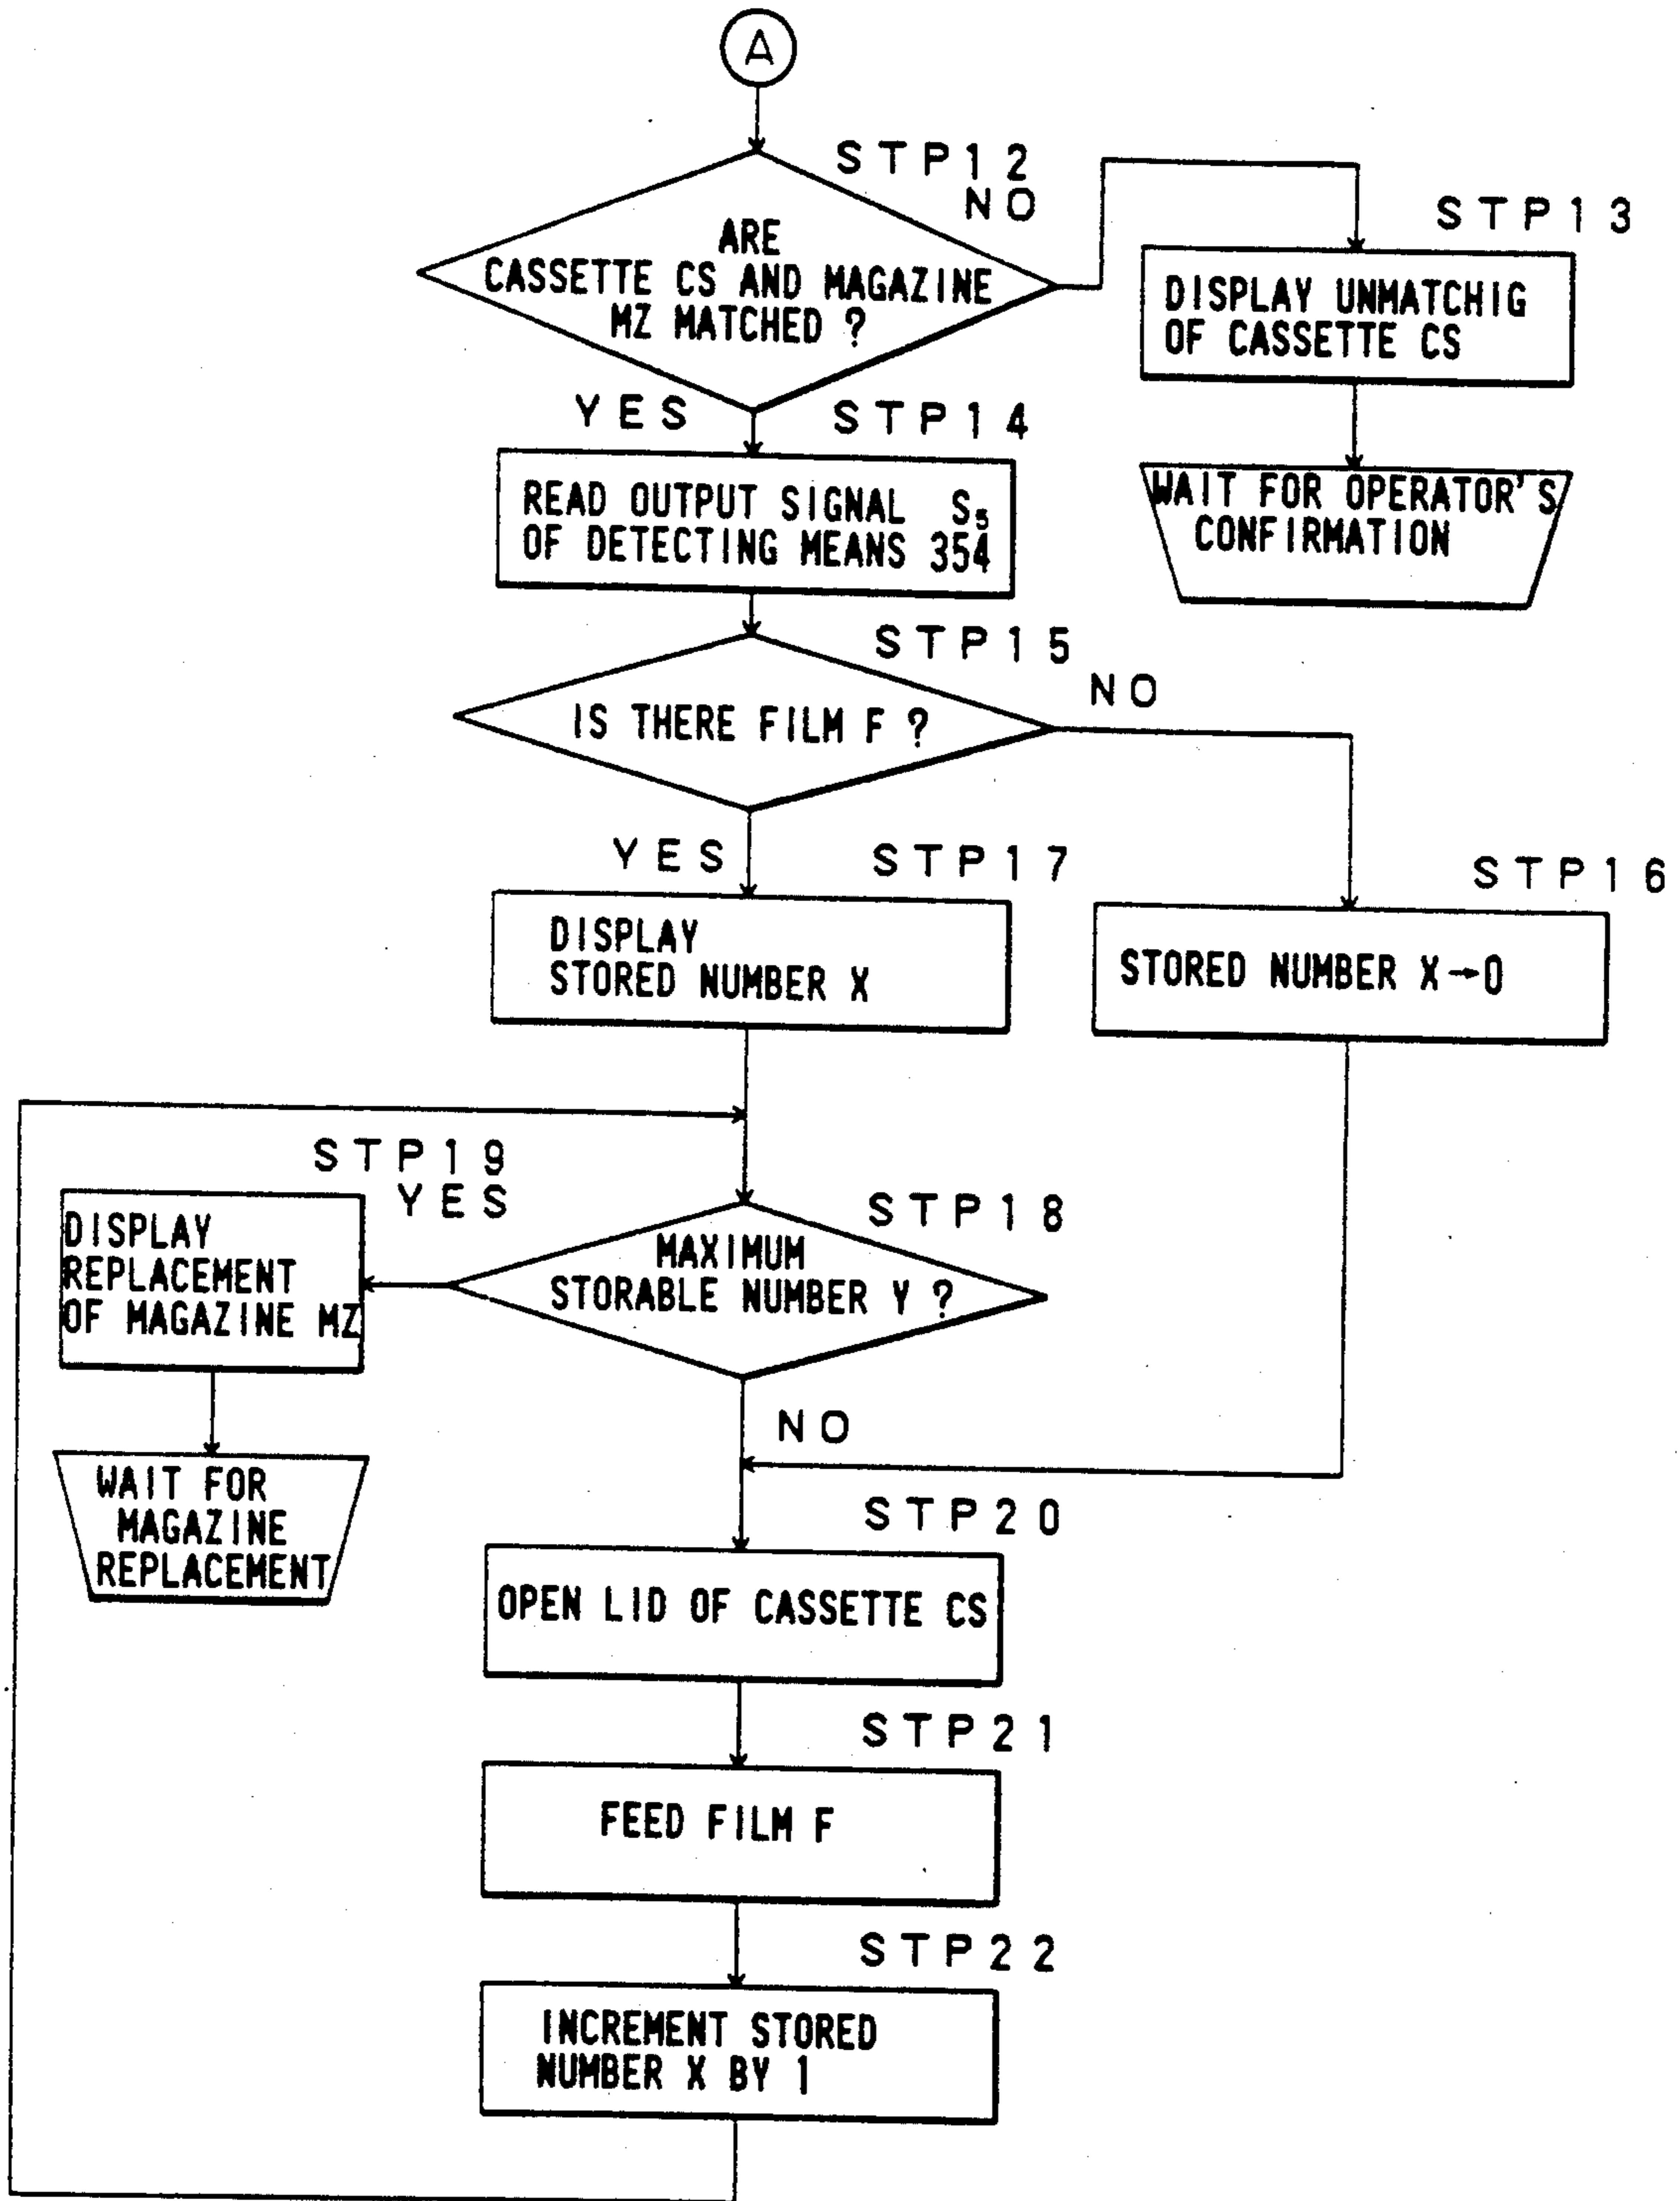 A
STP12
NO
ARE
CASSETTE CS AND MAGAZINE
MZ MATCHED ?
STP13
DISPLAY UNMATCHIG
OF CASSETTE CS
WAIT FOR OPERATOR'S
CONFIRMATION
YES
STP14
READ OUTPUT SIGNAL S₅
OF DETECTING MEANS 354
STP15
NO
IS THERE FILM F ?
YES
STP17
DISPLAY
STORED NUMBER X
STP16
STORED NUMBER X→0
STP19
YES
DISPLAY
REPLACEMENT
OF MAGAZINE MZ
STP18
MAXIMUM
STORABLE NUMBER Y ?
WAIT FOR
MAGAZINE
REPLACEMENT
NO
STP20
OPEN LID OF CASSETTE CS
STP21
FEED FILM F
STP22
INCREMENT STORED
NUMBER X BY 1